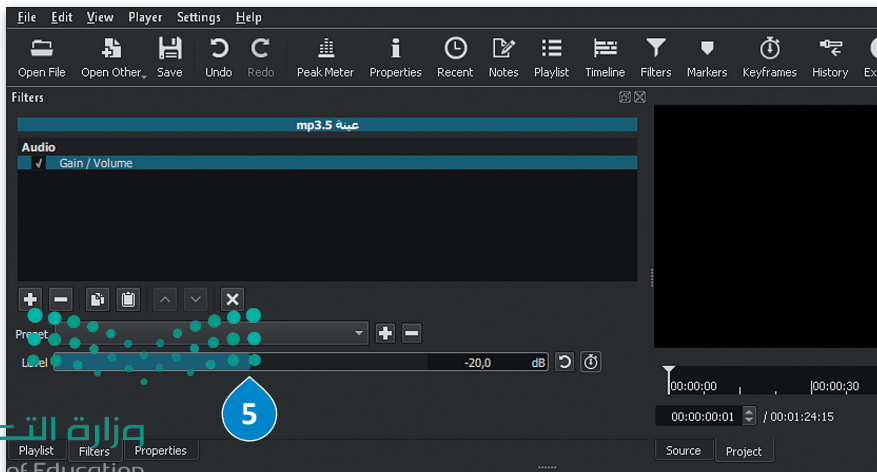 File Edit View Player Settings Help
Open File Open Other Save Undo Redo Peak Meter Properties Recent Notes Playlist Timeline Filters Markers Keyframes History Ex
Filters
عينة 5.mp3
Audio
√ Gain / Volume
Preset
Level -20,0 dB
5
00:00:00 00:00:30
00:00:00:01 / 00:01:24:15
وزارة التـ
Playlist Filters Properties Source Project
of Education